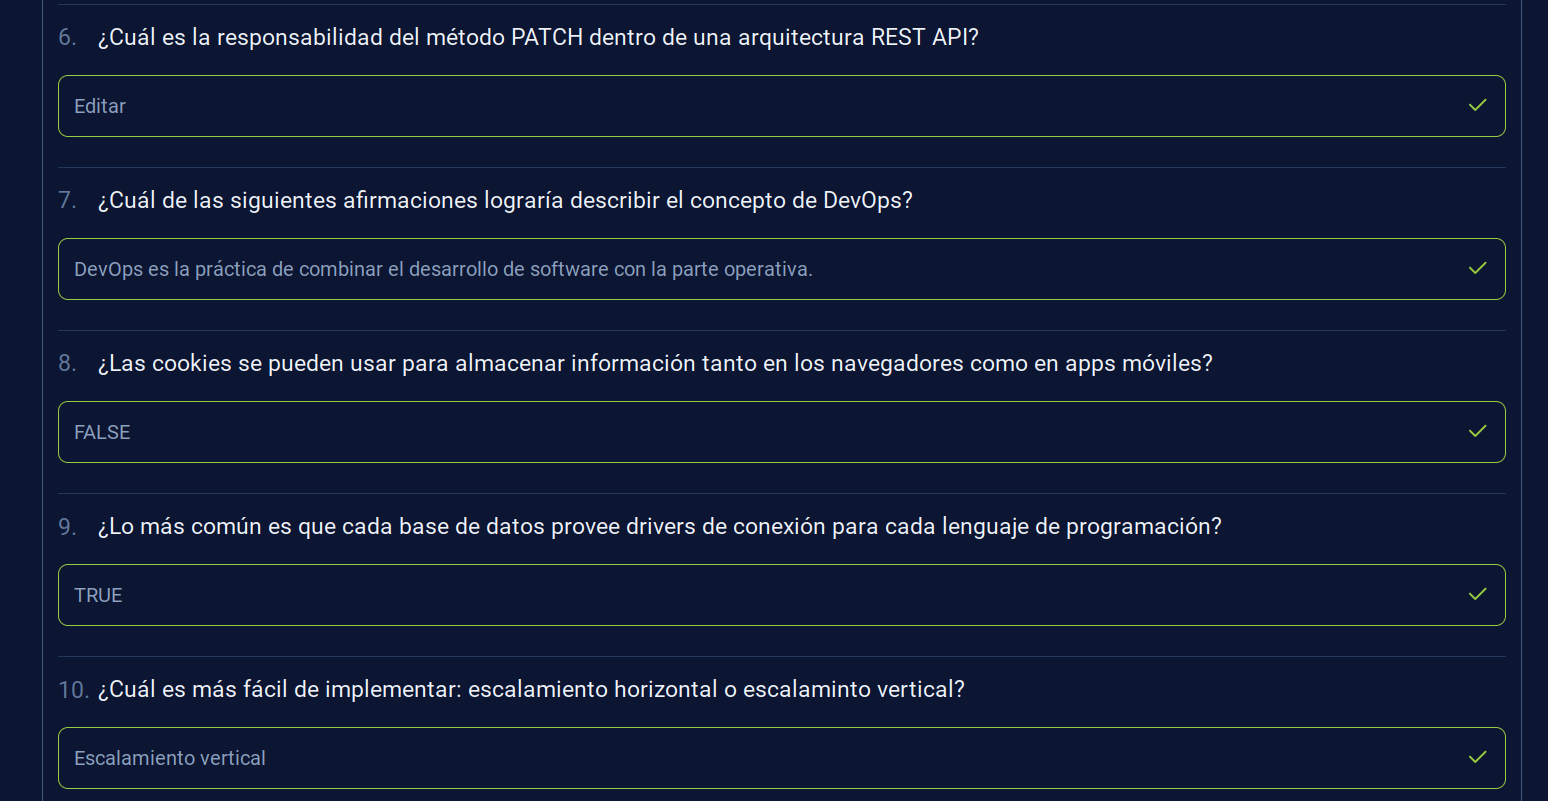 6. ¿Cuál es la responsabilidad del método PATCH dentro de una arquitectura REST API?
Editar
7. ¿Cuál de las siguientes afirmaciones lograría describir el concepto de DevOps?
DevOps es la práctica de combinar el desarrollo de software con la parte operativa.
8. ¿Las cookies se pueden usar para almacenar información tanto en los navegadores como en apps móviles?
FALSE
9. ¿Lo más común es que cada base de datos provee drivers de conexión para cada lenguaje de programación?
TRUE
10. ¿Cuál es más fácil de implementar: escalamiento horizontal o escalaminto vertical?
Escalamiento vertical